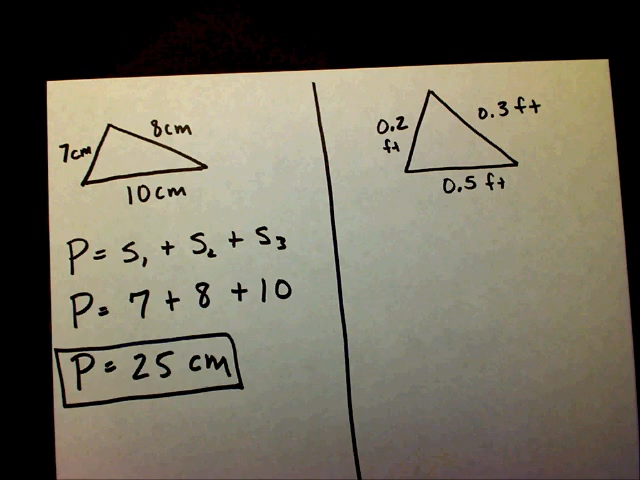 8cm
7cm
10cm
P = S₁ + S₂ + S₃
P = 7 + 8 + 10
P = 25 cm
0.2 ft
0.3 ft
0.5 ft